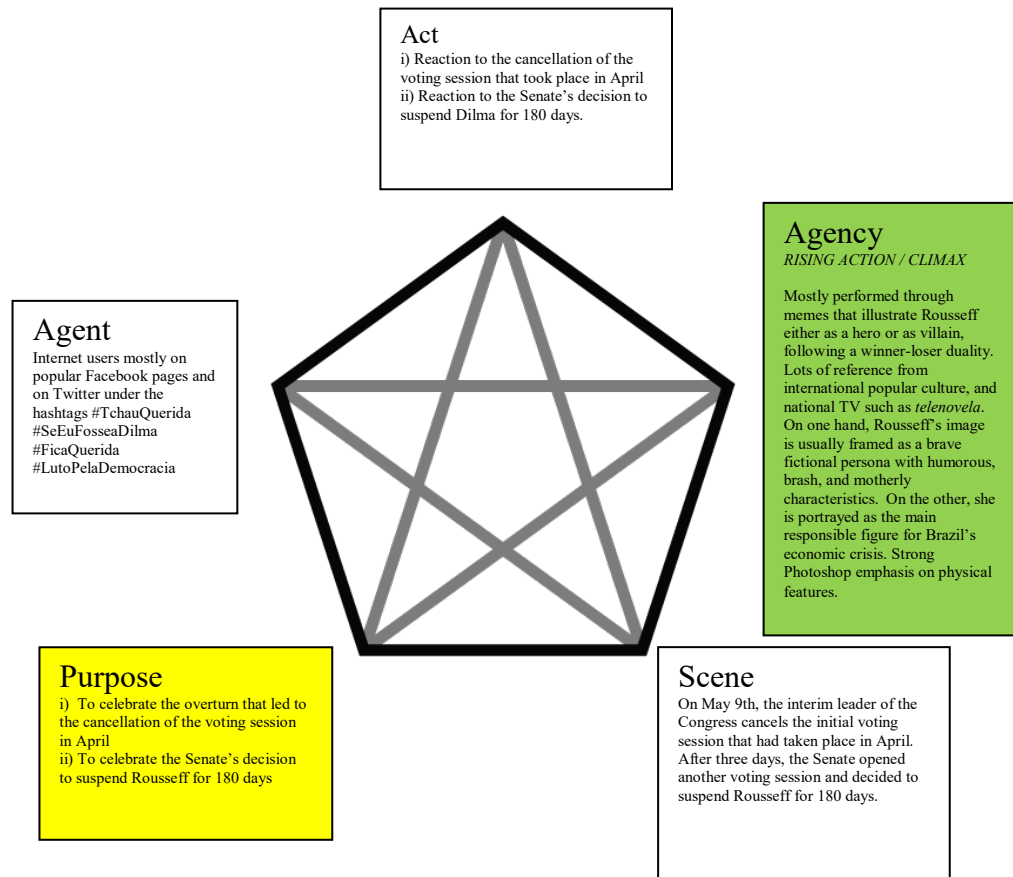 Act
i) Reaction to the cancellation of the
voting session that took place in April
ii) Reaction to the Senate's decision to
suspend Dilma for 180 days.
Agency
RISING ACTION / CLIMAX
Mostly performed through
memes that illustrate Rousseff
either as a hero or as villain,
following a winner-loser duality.
Lots of reference from
international popular culture, and
national TV such as telenovela.
On one hand, Rousseff's image
is usually framed as a brave
fictional persona with humorous,
brash, and motherly
characteristics.  On the other, she
is portrayed as the main
responsible figure for Brazil's
economic crisis. Strong
Photoshop emphasis on physical
features.
Agent
Internet users mostly on
popular Facebook pages and
on Twitter under the
hashtags #TchauQuerida
#SeEuFosseaDilma
#FicaQuerida
#LutoPelaDemocracia
Purpose
i)  To celebrate the overturn that led to
the cancellation of the voting session
in April
ii) To celebrate the Senate's decision
to suspend Rousseff for 180 days
Scene
On May 9th, the interim leader of the
Congress cancels the initial voting
session that had taken place in April.
After three days, the Senate opened
another voting session and decided to
suspend Rousseff for 180 days.